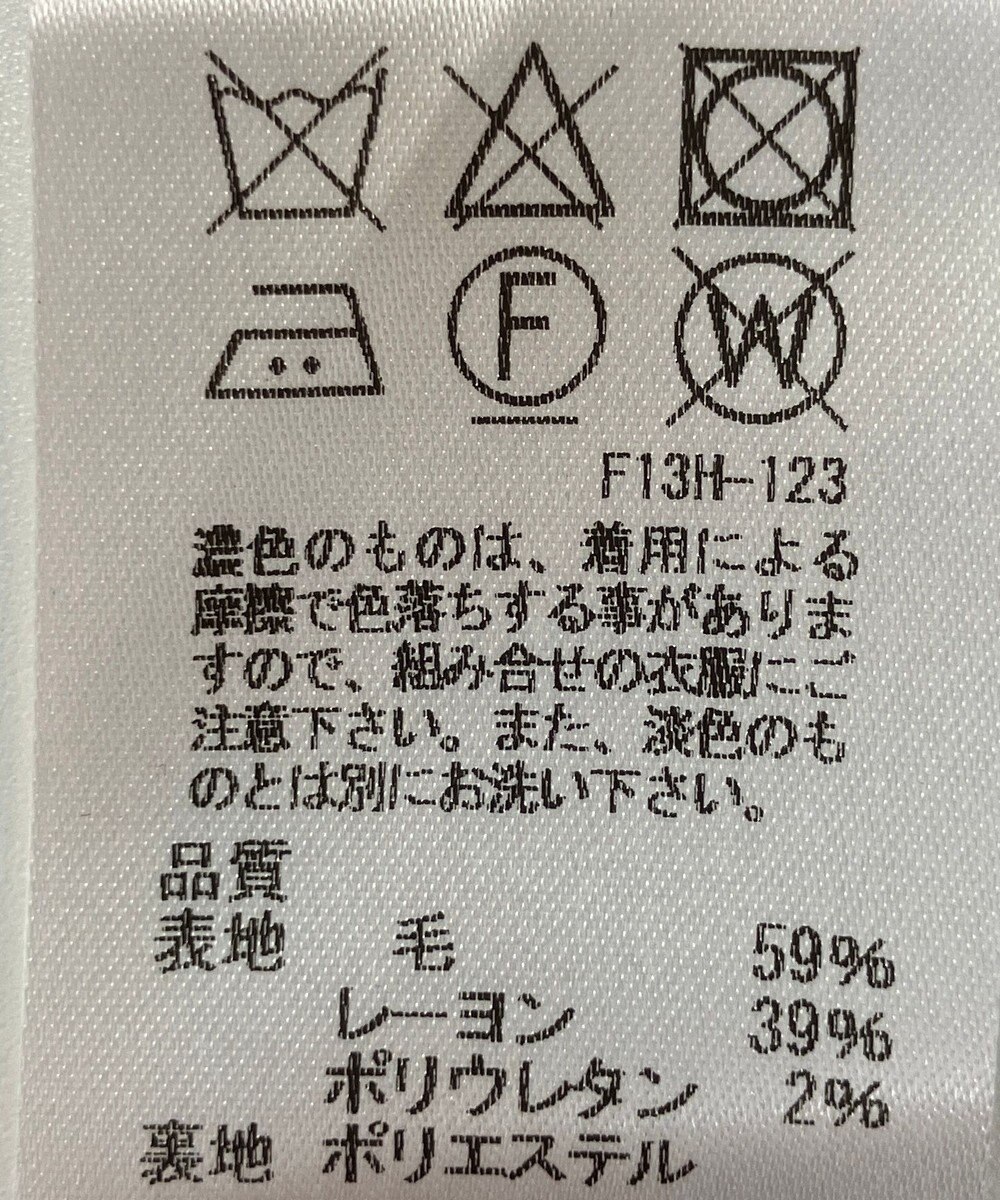 F
W
F13H-123
濃色のものは、着用による
摩擦で色落ちする事がありま
すので、組み合せの衣服にご
注意下さい。また、淡色のも
のとは別にお洗い下さい。
品質
表地 毛 59%
レーヨン 39%
ポリウレタン 2%
裏地 ポリエステル